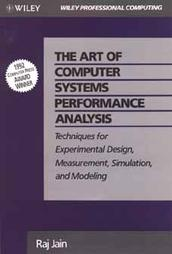 WILEY
WILEY PROFESSIONAL COMPUTING
1992
COMPUTER PRESS
AWARD
WINNER
THE ART OF
COMPUTER
SYSTEMS
PERFORMANCE
ANALYSIS
Techniques for
Experimental Design,
Measurement, Simulation,
and Modeling
Raj Jain